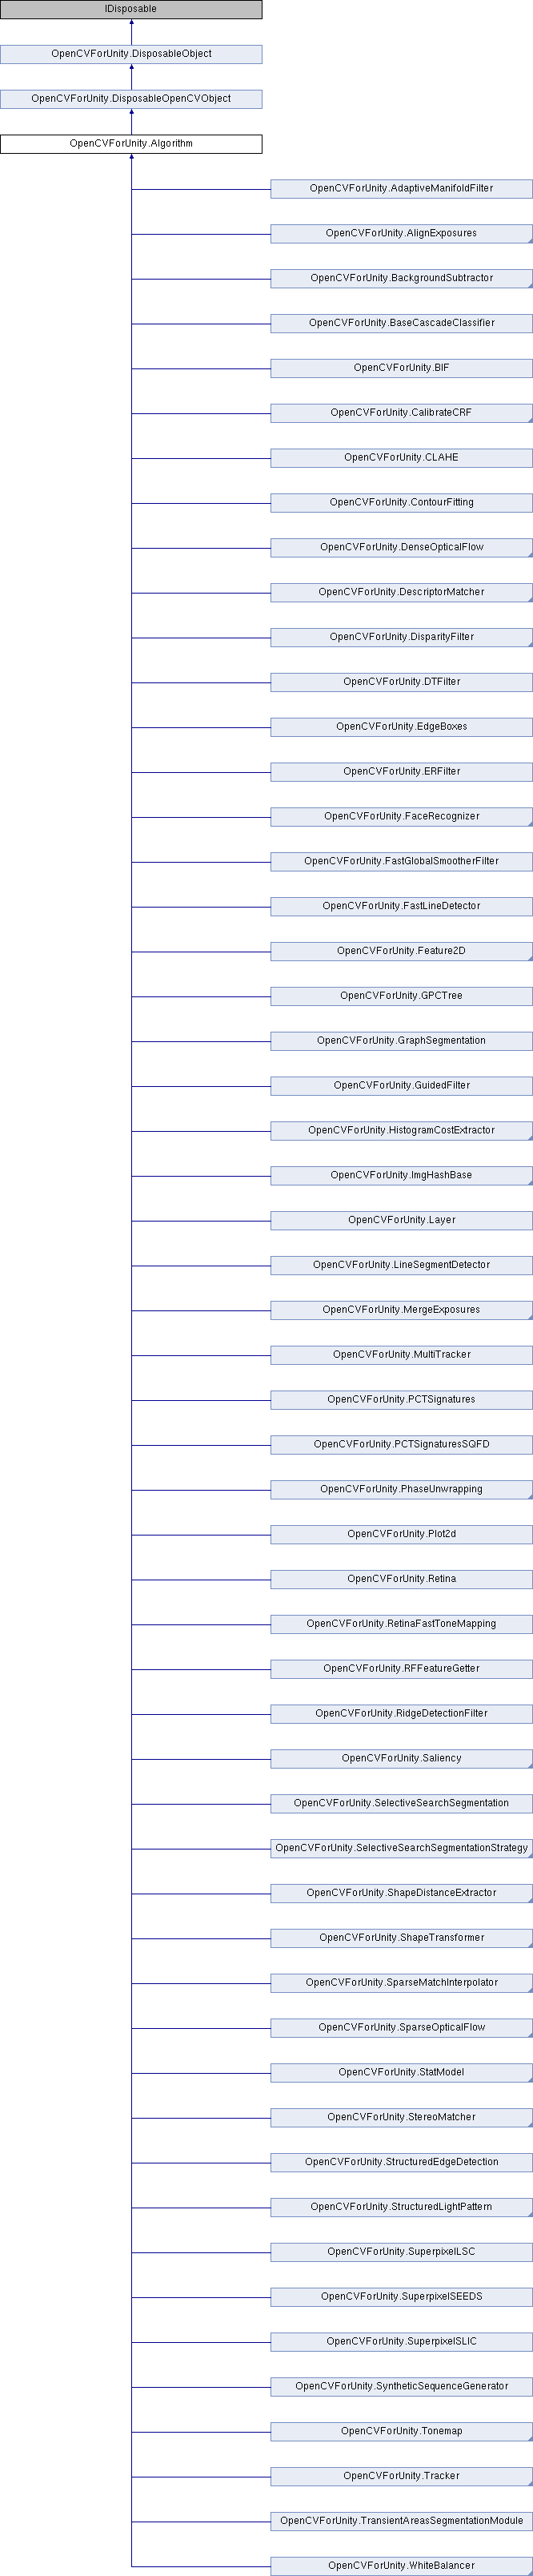 IDisposable
OpenCVForUnity.DisposableObject
OpenCVForUnity.DisposableOpenCVObject
OpenCVForUnity.Algorithm
OpenCVForUnity.AdaptiveManifoldFilter
OpenCVForUnity.AlignExposures
OpenCVForUnity.BackgroundSubtractor
OpenCVForUnity.BaseCascadeClassifier
OpenCVForUnity.BIF
OpenCVForUnity.CalibrateCRF
OpenCVForUnity.CLAHE
OpenCVForUnity.ContourFitting
OpenCVForUnity.DenseOpticalFlow
OpenCVForUnity.DescriptorMatcher
OpenCVForUnity.DisparityFilter
OpenCVForUnity.DTFilter
OpenCVForUnity.EdgeBoxes
OpenCVForUnity.ERFilter
OpenCVForUnity.FaceRecognizer
OpenCVForUnity.FastGlobalSmootherFilter
OpenCVForUnity.FastLineDetector
OpenCVForUnity.Feature2D
OpenCVForUnity.GPCTree
OpenCVForUnity.GraphSegmentation
OpenCVForUnity.GuidedFilter
OpenCVForUnity.HistogramCostExtractor
OpenCVForUnity.ImgHashBase
OpenCVForUnity.Layer
OpenCVForUnity.LineSegmentDetector
OpenCVForUnity.MergeExposures
OpenCVForUnity.MultiTracker
OpenCVForUnity.PCTSignatures
OpenCVForUnity.PCTSignaturesSQFD
OpenCVForUnity.PhaseUnwrapping
OpenCVForUnity.Plot2d
OpenCVForUnity.Retina
OpenCVForUnity.RetinaFastToneMapping
OpenCVForUnity.RFFeatureGetter
OpenCVForUnity.RidgeDetectionFilter
OpenCVForUnity.Saliency
OpenCVForUnity.SelectiveSearchSegmentation
OpenCVForUnity.SelectiveSearchSegmentationStrategy
OpenCVForUnity.ShapeDistanceExtractor
OpenCVForUnity.ShapeTransformer
OpenCVForUnity.SparseMatchInterpolator
OpenCVForUnity.SparseOpticalFlow
OpenCVForUnity.StatModel
OpenCVForUnity.StereoMatcher
OpenCVForUnity.StructuredEdgeDetection
OpenCVForUnity.StructuredLightPattern
OpenCVForUnity.SuperpixelLSC
OpenCVForUnity.SuperpixelSEEDS
OpenCVForUnity.SuperpixelSLIC
OpenCVForUnity.SyntheticSequenceGenerator
OpenCVForUnity.Tonemap
OpenCVForUnity.Tracker
OpenCVForUnity.TransientAreasSegmentationModule
OpenCVForUnity.WhiteBalancer